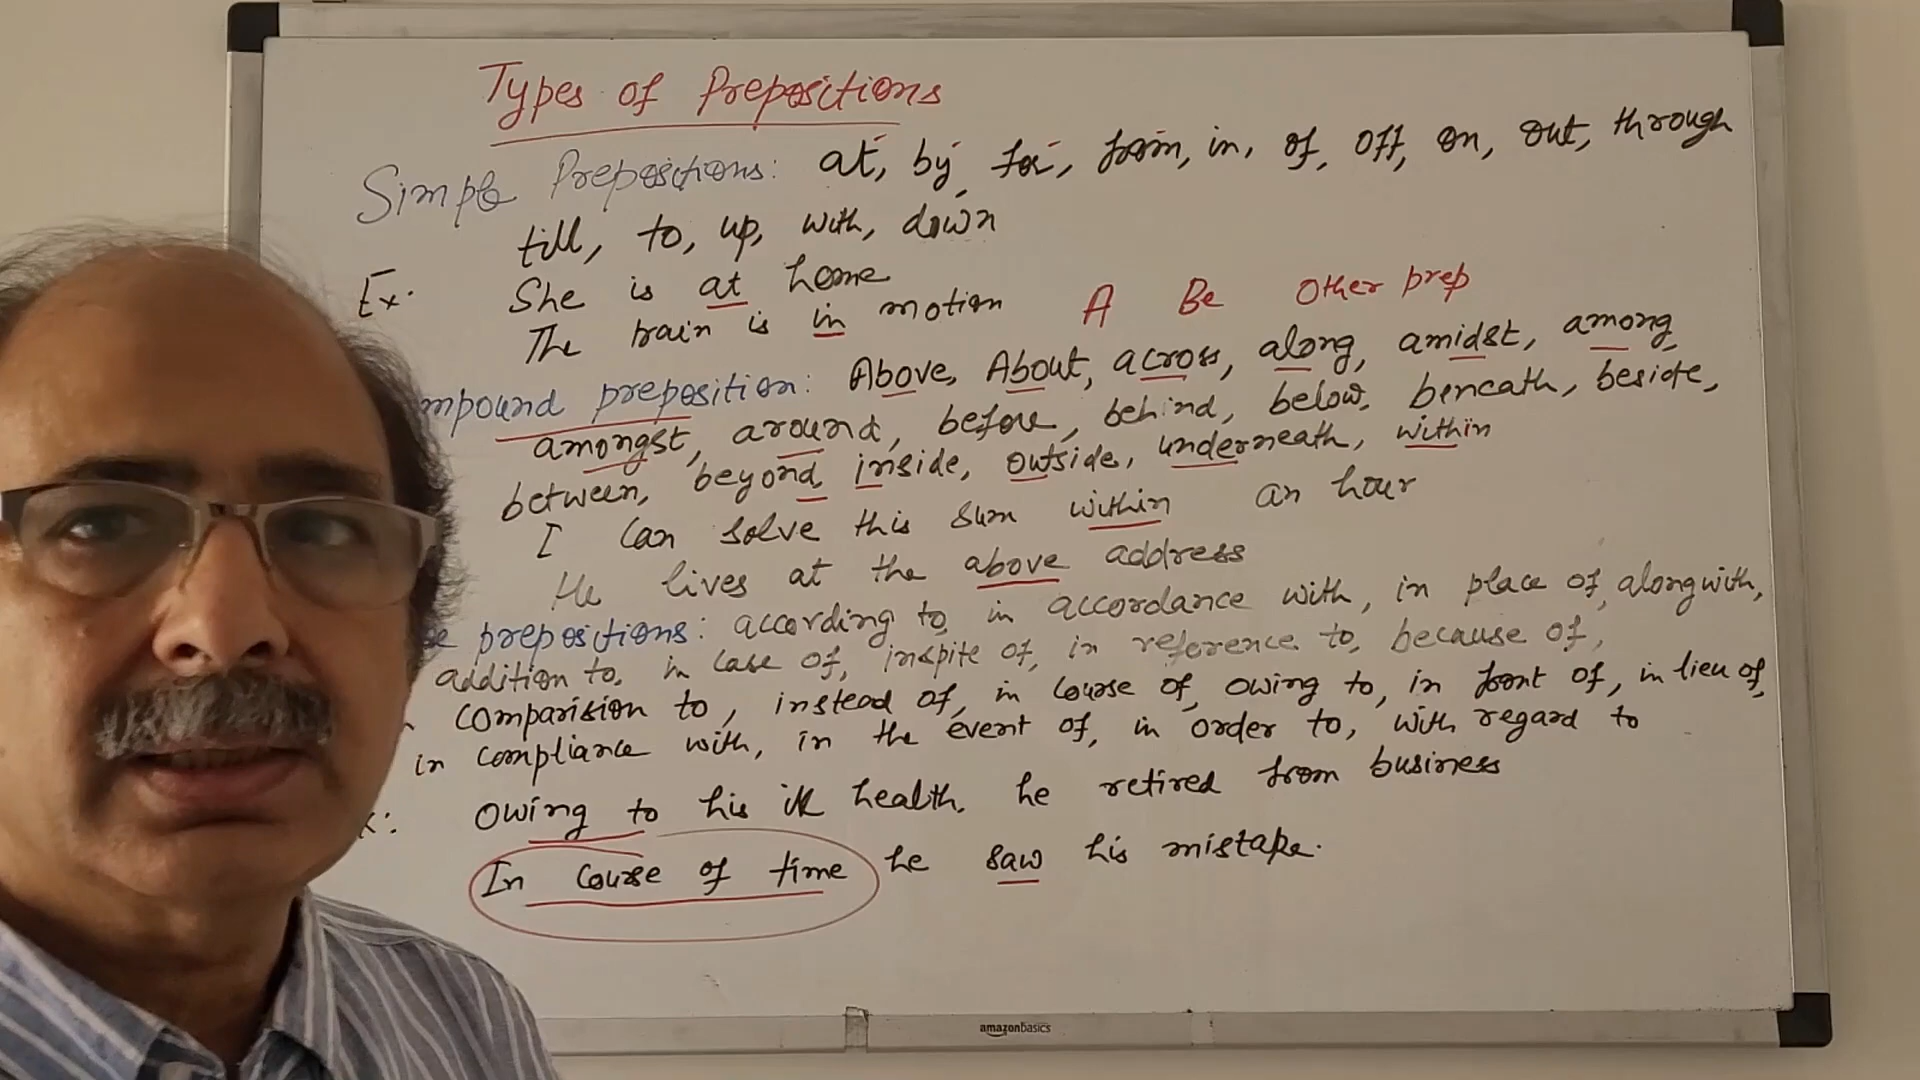 Types of Prepositions
Simple Prepositions: at, by, for, from, in, of, off, on, out, through
till, to, up, with, down
Ex. She is at home
The train is in motion
A Be Other prep
mpound preposition: Above, About, across, along, amidst, among,
amongst, around, before, behind, below, beneath, beside,
between, beyond, inside, outside, underneath, within
I can solve this sum within an hour
He lives at the above address
se prepositions: according to, in accordance with, in place of, along with,
addition to, in case of, inspite of, in reference to, because of,
comparision to, instead of, in course of, owing to, in front of, in lieu of,
in compliance with, in the event of, in order to, with regard to
x: Owing to his ill health, he retired from business
In course of time he saw his mistake.
amazonbasics